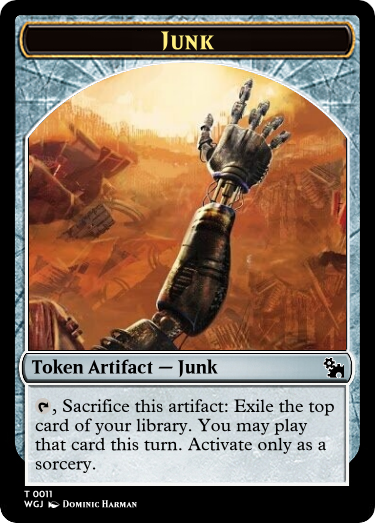 Junk
Token Artifact — Junk
, Sacrifice this artifact: Exile the top
card of your library. You may play
that card this turn. Activate only as a
sorcery.
T 0011
WGJ Dominic Harman